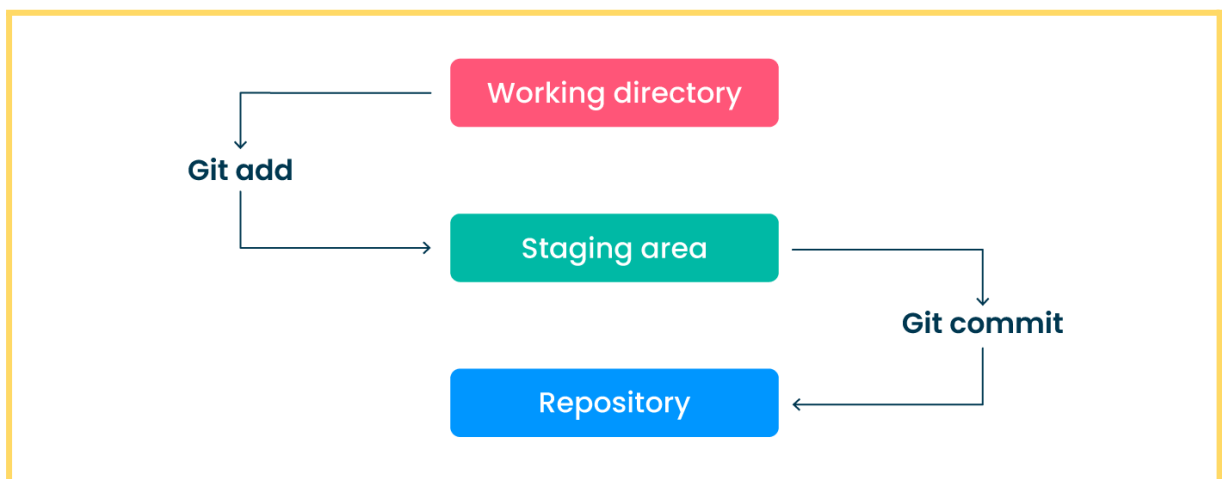 Working directory
Git add
Staging area
Git commit
Repository